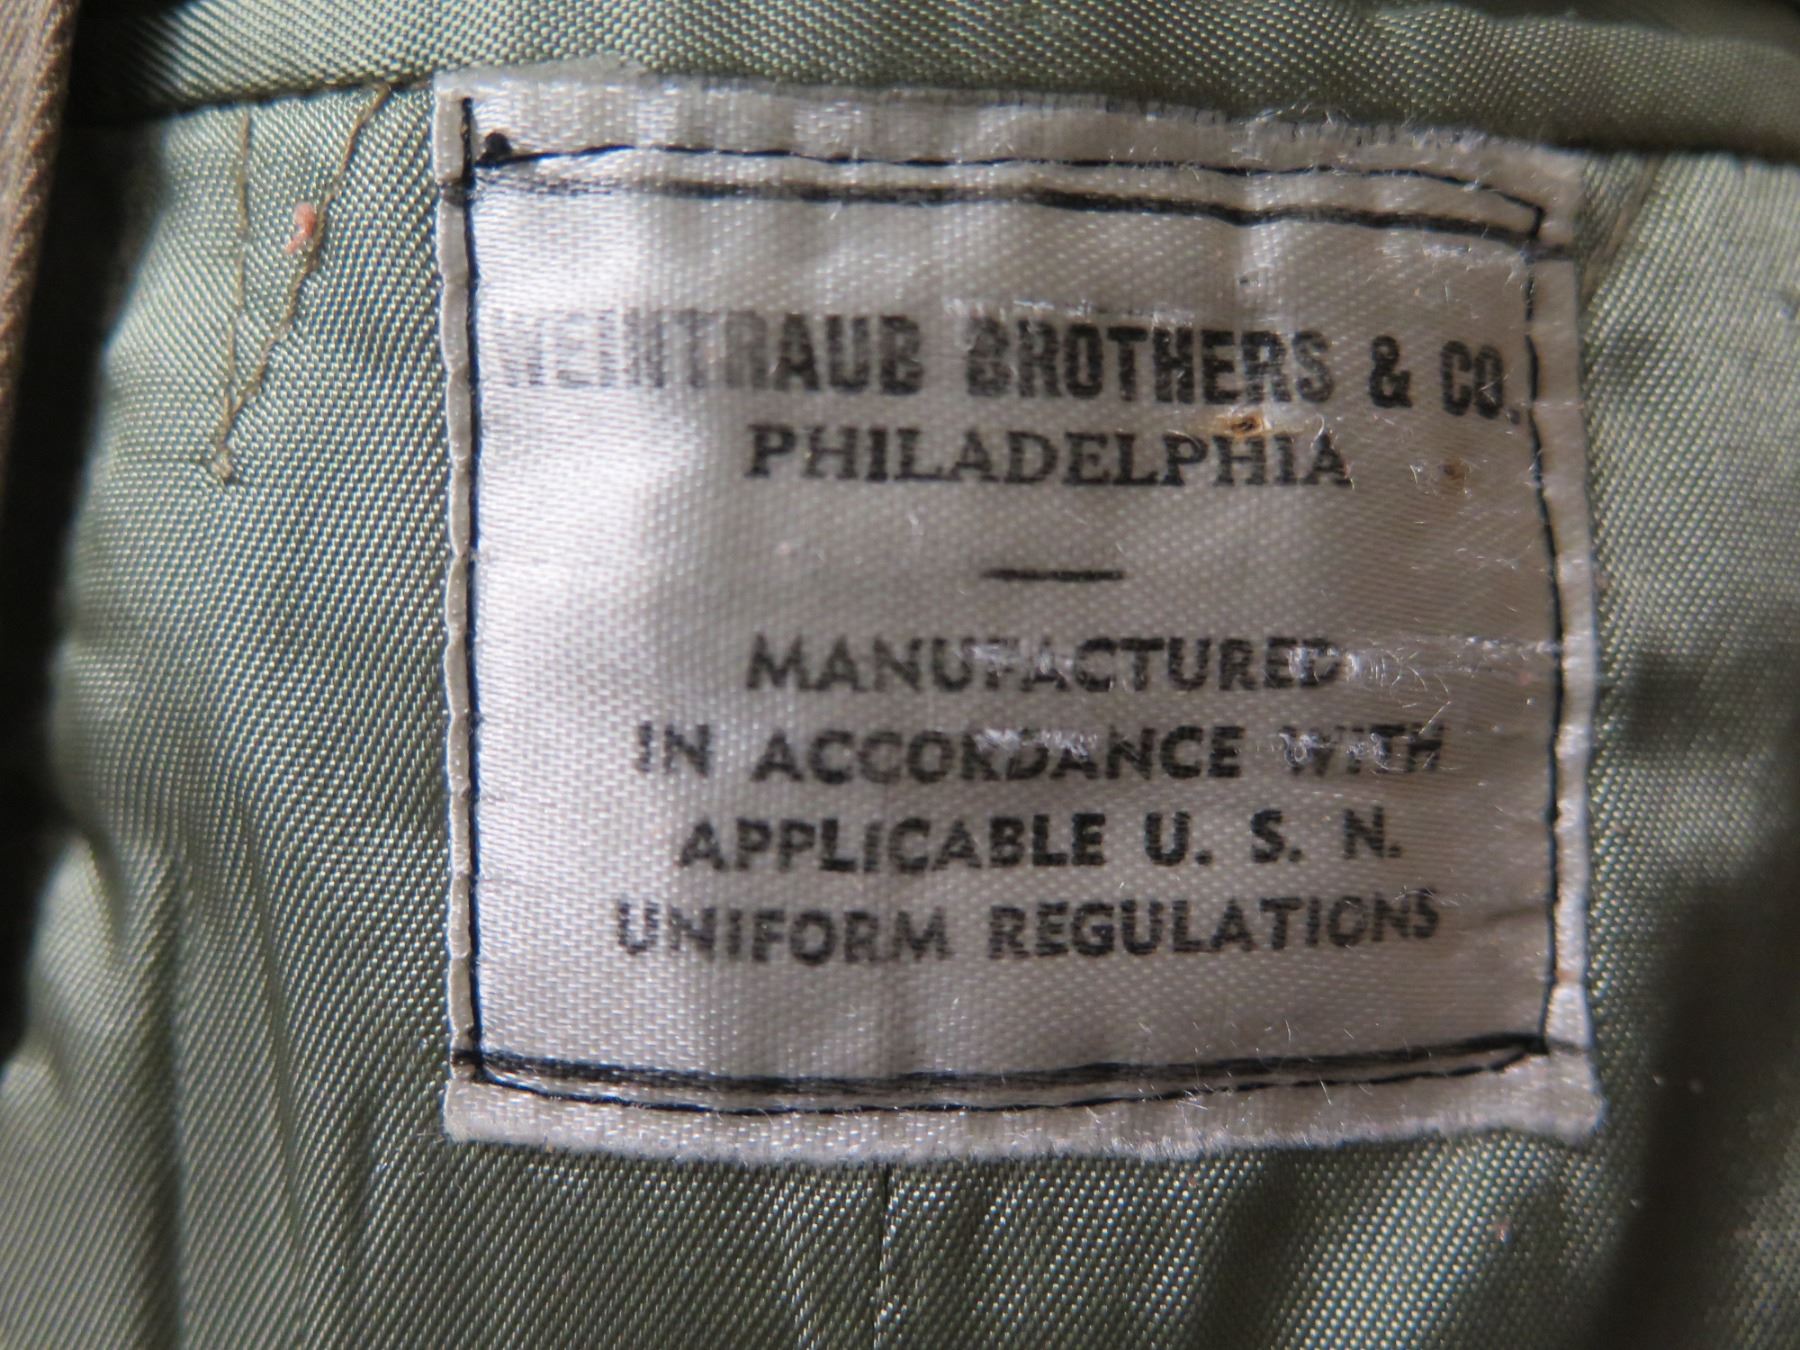 WEINTRAUB BROTHERS & CO.
PHILADELPHIA
MANUFACTURED
IN ACCORDANCE WITH
APPLICABLE U. S. N.
UNIFORM REGULATIONS